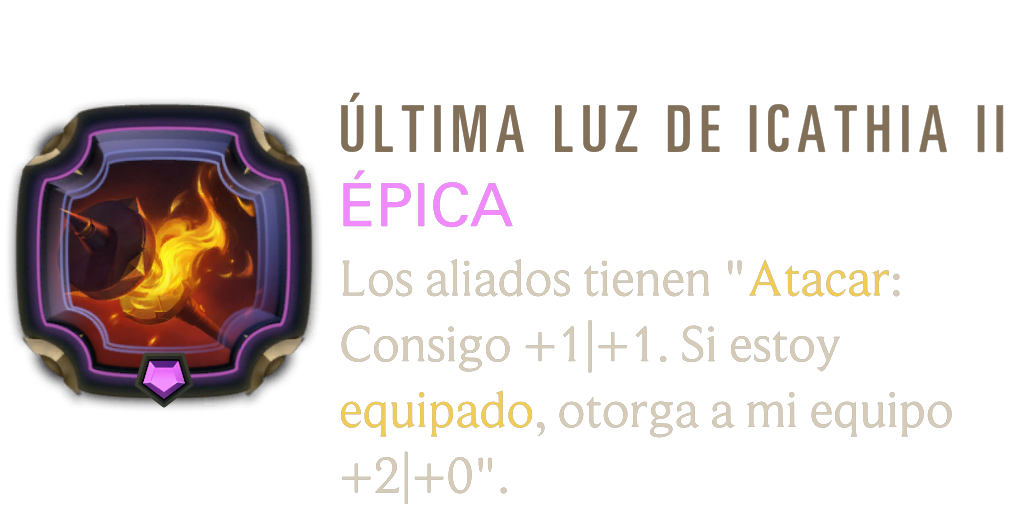 ÚLTIMA LUZ DE ICATHIA II
ÉPICA
Los aliados tienen "Atacar:
Consigo +1|+1. Si estoy
equipado, otorga a mi equipo
+2|+0".